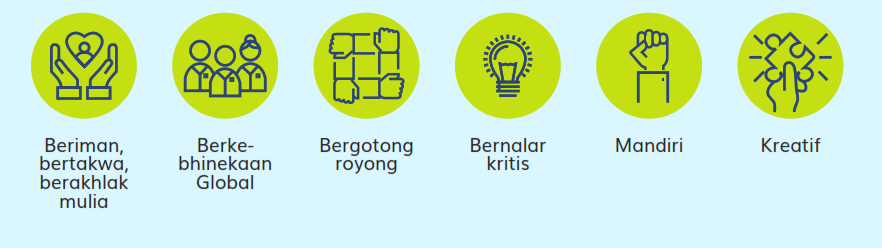 Beriman,
bertakwa,
berakhlak
mulia
Berke-
bhinekaan
Global
Bergotong
royong
Bernalar
kritis
Mandiri
Kreatif